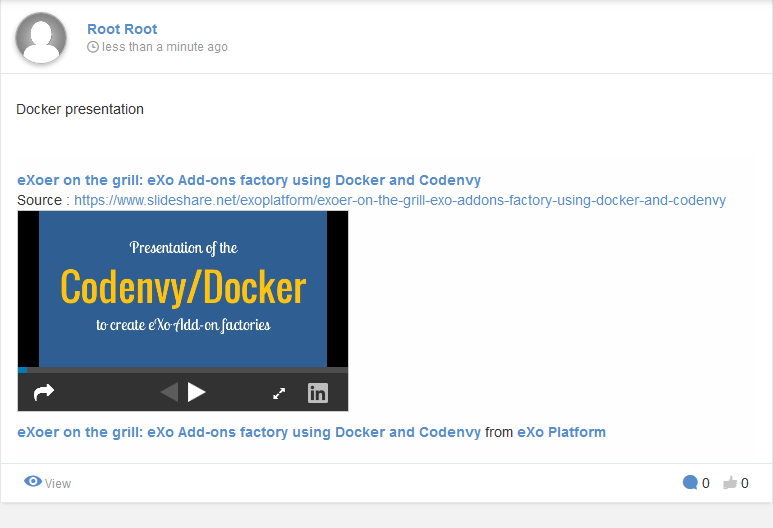 Root Root
less than a minute ago
Docker presentation
eXoer on the grill: eXo Add-ons factory using Docker and Codenvy
Source : https://www.slideshare.net/exoplatform/exoer-on-the-grill-exo-addons-factory-using-docker-and-codenvy
Presentation of the
Codenvy/Docker
to create eXo Add-on factories
in
eXoer on the grill: eXo Add-ons factory using Docker and Codenvy from eXo Platform
View 0 0